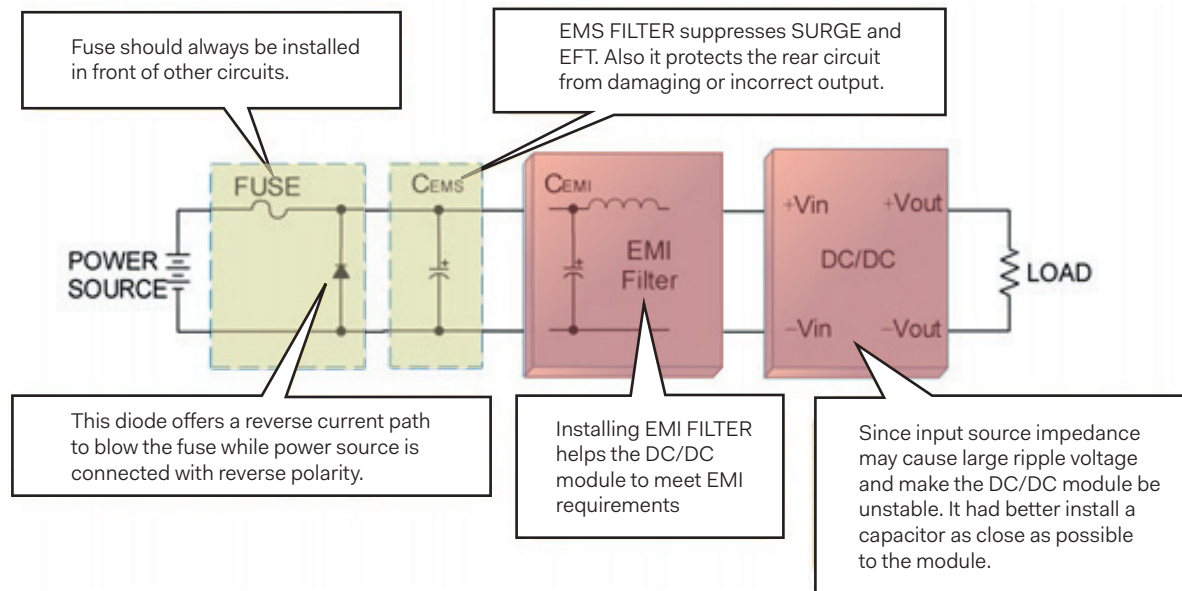 Fuse should always be installed
in front of other circuits.
EMS FILTER suppresses SURGE and
EFT. Also it protects the rear circuit
from damaging or incorrect output.
FUSE
CEMS
CEMI
+Vin
+Vout
POWER
SOURCE
EMI
Filter
DC/DC
LOAD
−Vin
−Vout
This diode offers a reverse current path
to blow the fuse while power source is
connected with reverse polarity.
Installing EMI FILTER
helps the DC/DC
module to meet EMI
requirements
Since input source impedance
may cause large ripple voltage
and make the DC/DC module be
unstable. It had better install a
capacitor as close as possible
to the module.